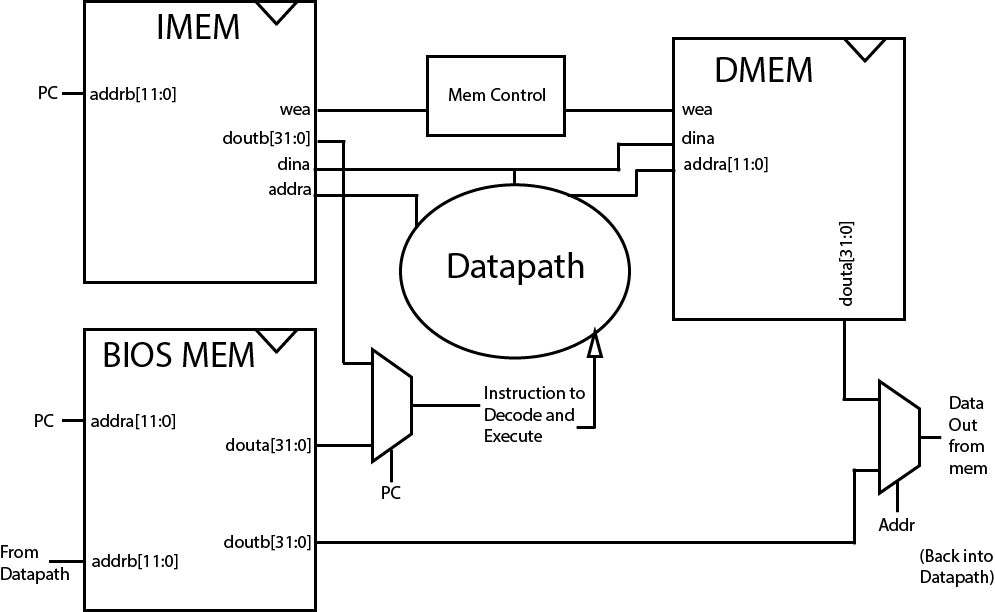 IMEM
PC
addrb[11:0]
wea
doutb[31:0]
dina
addra
Mem Control
DMEM
wea
dina
addra[11:0]
douta[31:0]
Datapath
BIOS MEM
PC
addra[11:0]
douta[31:0]
doutb[31:0]
From
Datapath
addrb[11:0]
PC
Instruction to
Decode and
Execute
Data
Out
from
mem
Addr
(Back into
Datapath)